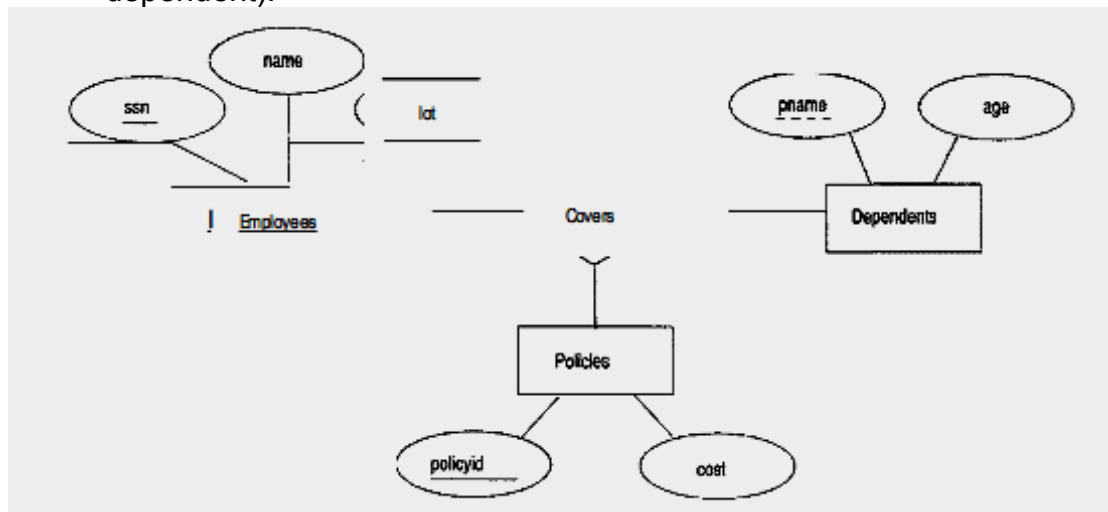 dependent).
name
ssn
lot
pname
age
Employees
Covers
Dependents
Policies
policyid
cost